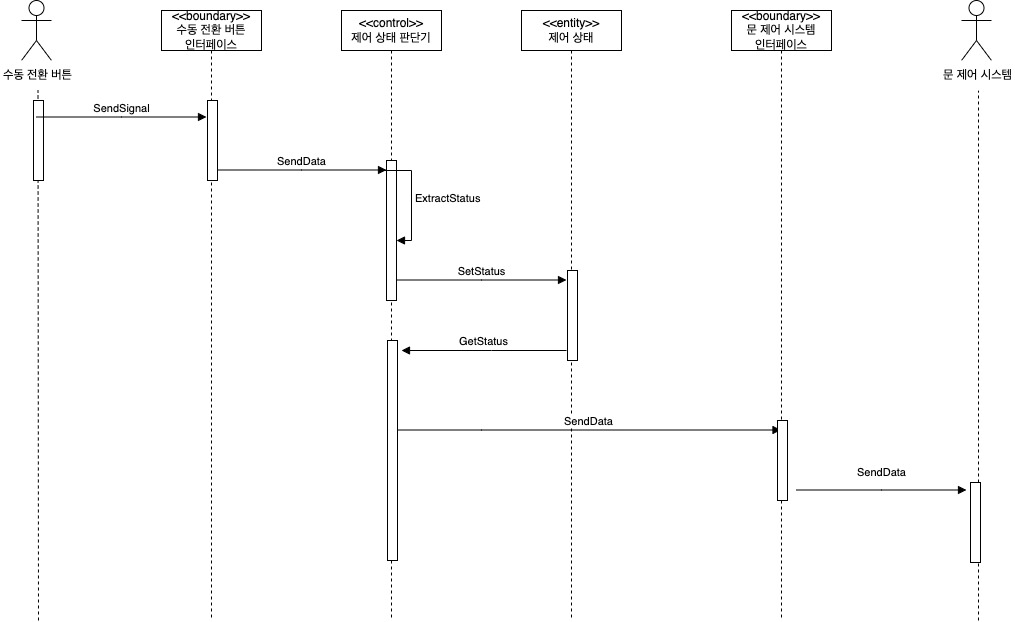 <<boundary>>
수동 전환 버튼
인터페이스
<<control>>
제어 상태 판단기
<<entity>>
제어 상태
<<boundary>>
문 제어 시스템
인터페이스
수동 전환 버튼
문 제어 시스템
SendSignal
SendData
ExtractStatus
SetStatus
GetStatus
SendData
SendData